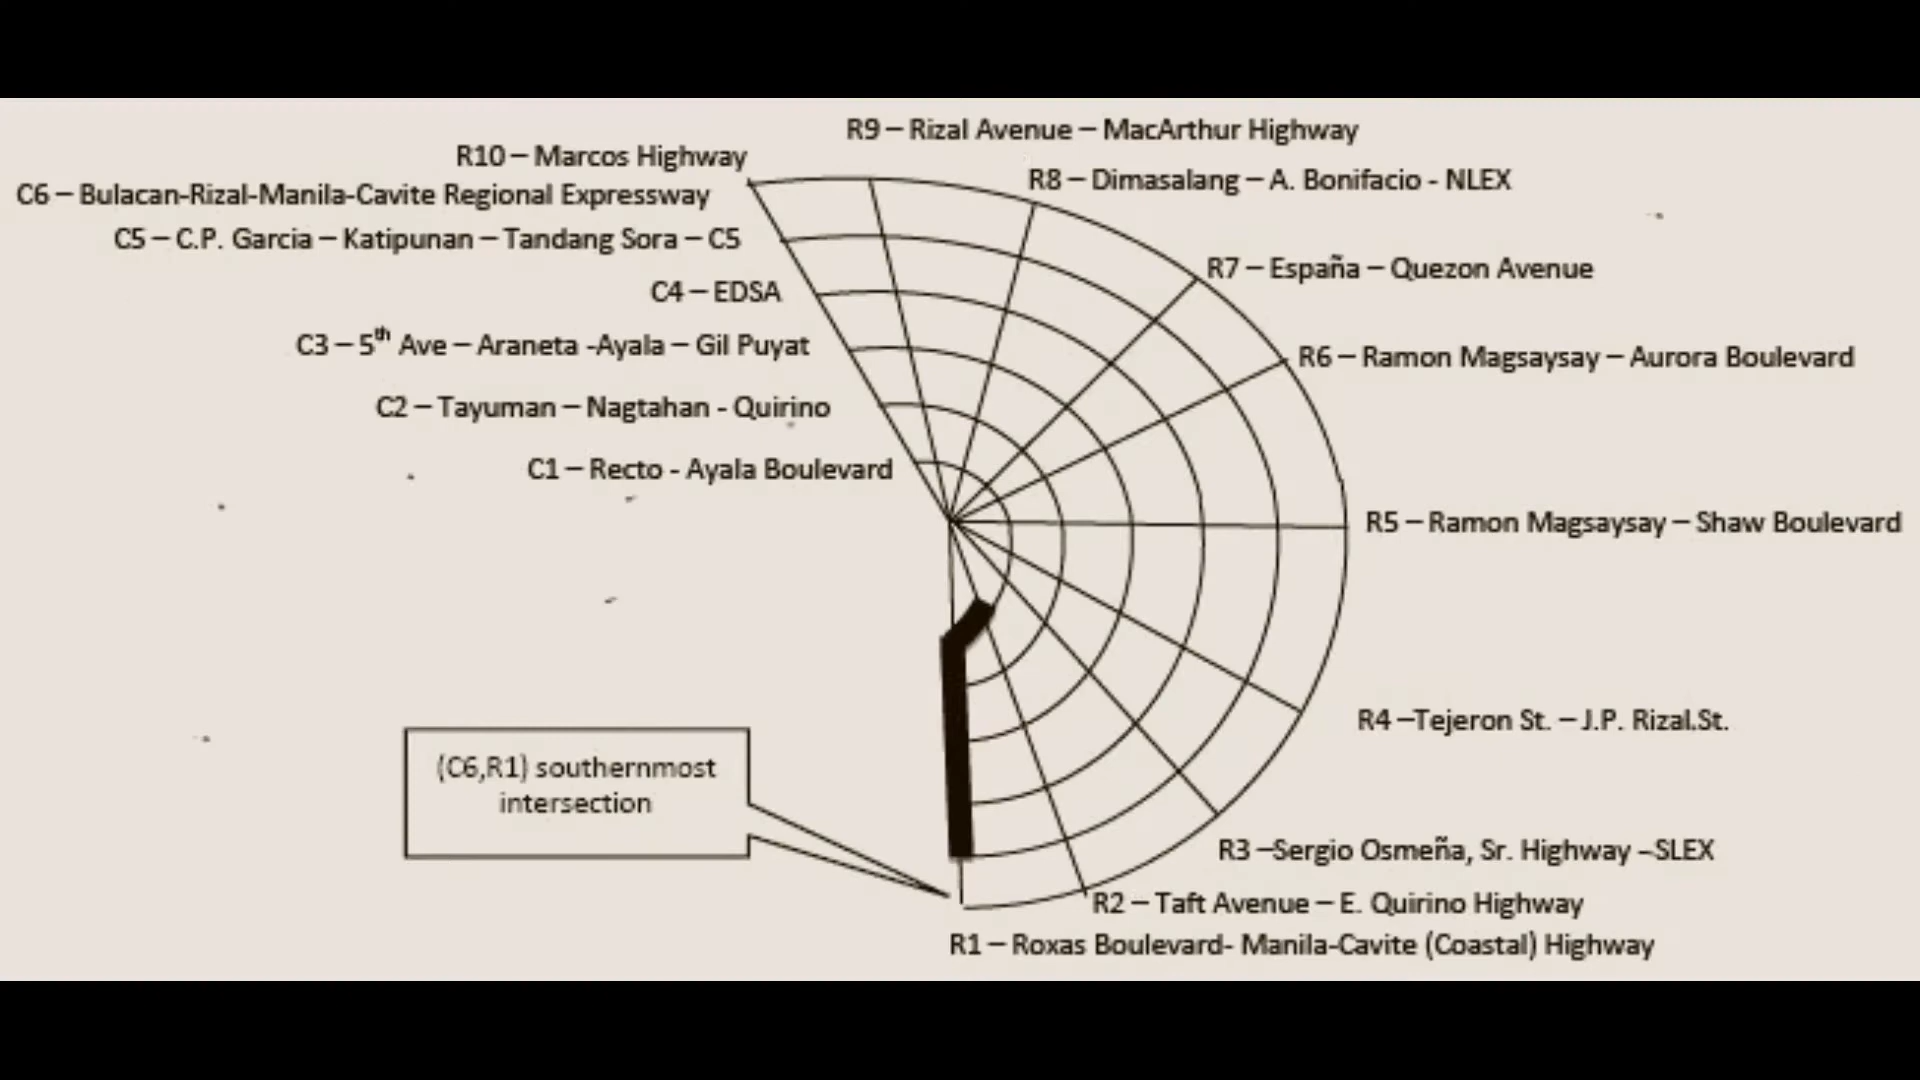 R9 – Rizal Avenue – MacArthur Highway
R10 – Marcos Highway
R8 – Dimasalang – A. Bonifacio - NLEX
C6 – Bulacan-Rizal-Manila-Cavite Regional Expressway
C5 – C.P. Garcia – Katipunan – Tandang Sora – C5
R7 – España – Quezon Avenue
C4 – EDSA
C3 – 5th Ave – Araneta -Ayala – Gil Puyat
R6 – Ramon Magsaysay – Aurora Boulevard
C2 – Tayuman – Nagtahan - Quirino
C1 – Recto - Ayala Boulevard
R5 – Ramon Magsaysay – Shaw Boulevard
R4 –Tejeron St. – J.P. Rizal.St.
(C6,R1) southernmost
intersection
R3 –Sergio Osmeña, Sr. Highway –SLEX
R2 – Taft Avenue – E. Quirino Highway
R1 – Roxas Boulevard- Manila-Cavite (Coastal) Highway